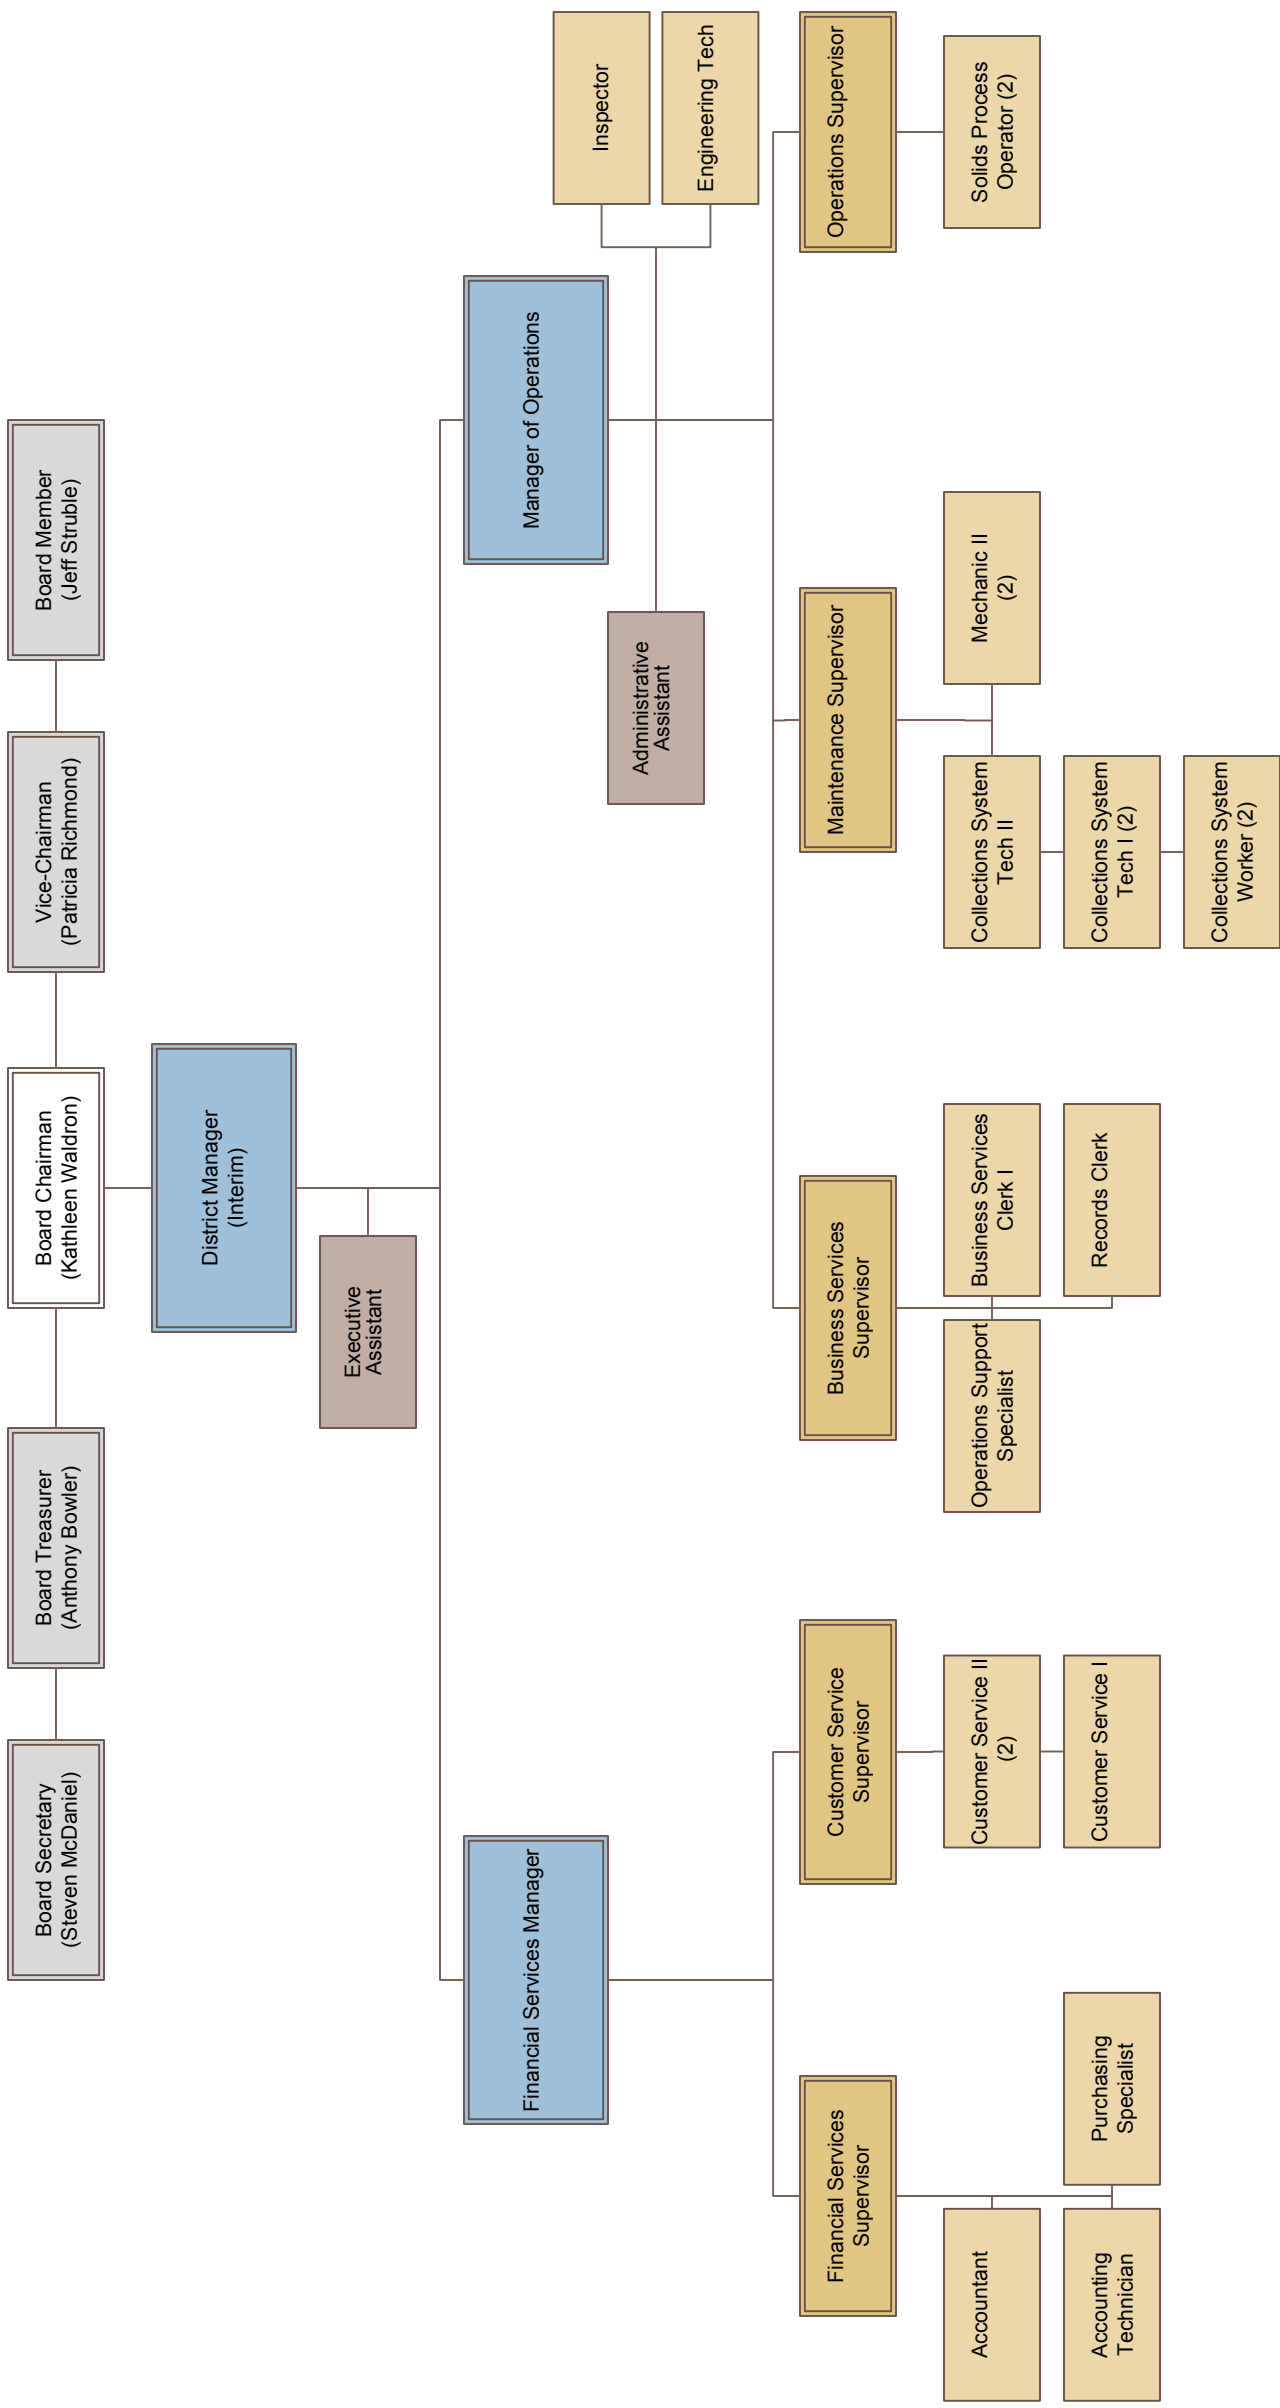 Board Secretary
(Steven McDaniel)
Board Treasurer
(Anthony Bowler)
Board Chairman
(Kathleen Waldron)
Vice-Chairman
(Patricia Richmond)
Board Member
(Jeff Struble)
District Manager
(Interim)
Executive
Assistant
Financial Services Manager
Manager of Operations
Inspector
Administrative
Assistant
Engineering Tech
Financial Services
Supervisor
Customer Service
Supervisor
Business Services
Supervisor
Maintenance Supervisor
Operations Supervisor
Accountant
Customer Service II
(2)
Operations Support
Specialist
Business Services
Clerk I
Collections System
Tech II
Mechanic II
(2)
Solids Process
Operator (2)
Accounting
Technician
Purchasing
Specialist
Customer Service I
Records Clerk
Collections System
Tech I (2)
Collections System
Worker (2)